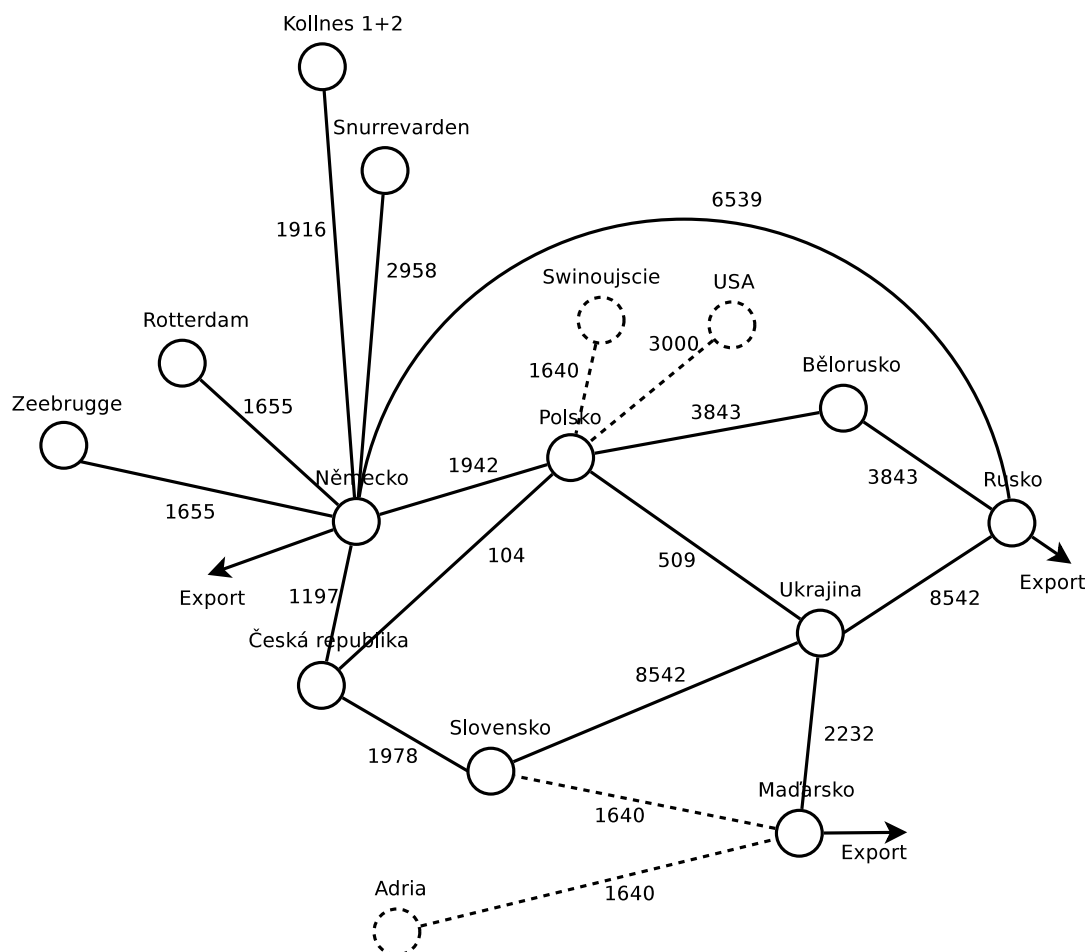 Kollnes 1+2
Snurrevarden
6539
1916
2958
Swinoujscie
USA
Rotterdam
3000
1640
Bělorusko
Zeebrugge
1655
Polsko
3843
1942
Německo
3843
Rusko
1655
104
509
Export
1197
Ukrajina
8542
Export
Česká republika
8542
Slovensko
1978
2232
Maďarsko
1640
Export
Adria
1640